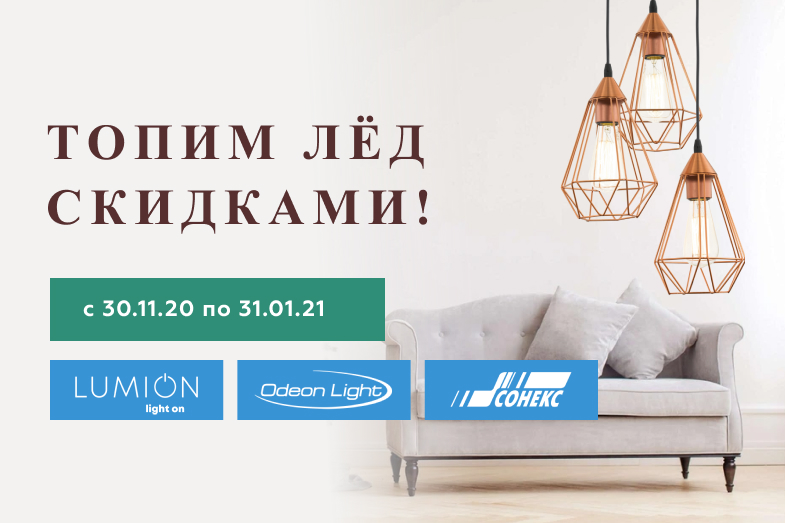 ТОПИМ ЛЁД
СКИДКАМИ!
с 30.11.20 по 31.01.21
LUMION
light on
Odeon Light
СОНЕКС